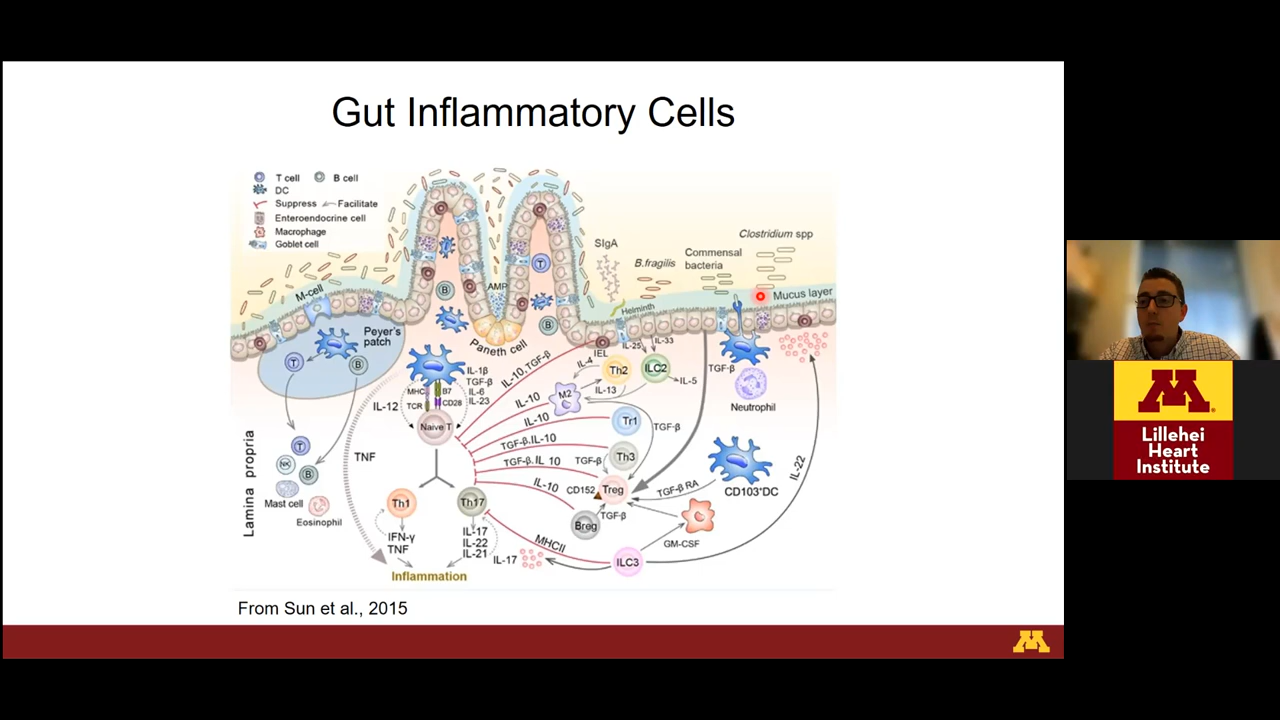 Gut Inflammatory Cells
T cell B cell
DC
Suppress Facilitate
Enteroendocrine cell
Macrophage
Goblet cell
M-cell
Peyer's
patch
T
B
T
NK
B
Mast cell
Eosinophil
Lamina propria
B
T
B
AMP
Paneth cell
SIgA
B.fragilis
Commensal
bacteria
Clostridium spp
Mucus layer
Helminth
IEL
IL-25
IL-33
IL-1β
TGF-β
IL-6
IL-23
MHC
B7
TCR
CD28
IL-12
Naive T
TNF
Th1
Th17
IFN-γ
TNF
IL-17
IL-22
IL-21
Inflammation
IL-10, TGF-β
IL-10
IL-10
TGF-β. IL-10
TGF-β. IL 10
IL-10
IL-4
Th2
IL-13
M2
ILC2
IL-5
Tr1
TGF-β
Th3
TGF-β
CD152
Treg
TGF-β
Breg
TGF-β
Neutrophil
TGF-β RA
CD103+DC
GM-CSF
MHCII
IL-17
ILC3
IL-22
From Sun et al., 2015
M
M
Lillehei
Heart
Institute